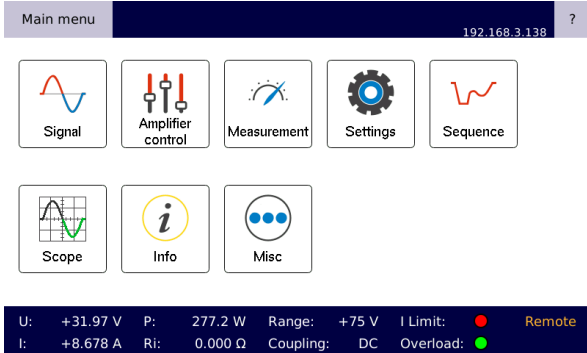 Main menu
?
192.168.3.138
Signal
Amplifier
control
Measurement
Settings
Sequence
Scope
i
Info
Misc
U: +31.97 V P: 277.2 W Range: +75 V I Limit: Remote
I: +8.678 A Ri: 0.000 Ω Coupling: DC Overload: